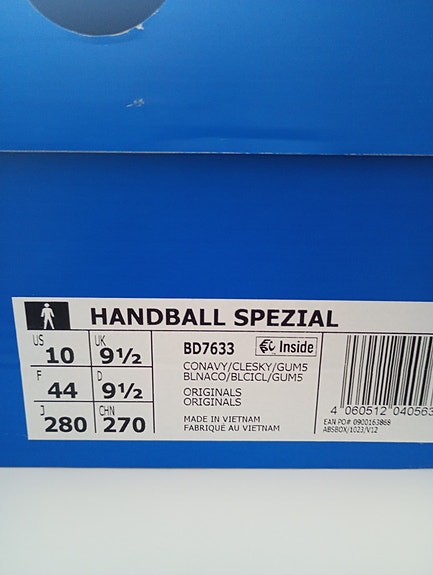 HANDBALL SPEZIAL
US 10 UK 9½
F 44 D 9½
J 280 CHN 270
BD7633 Inside
CONAVY/CLESKY/GUM5
BLNACO/BLCICL/GUM5
ORIGINALS
ORIGINALS
MADE IN VIETNAM
FABRIQUÉ AU VIETNAM
4 060512 040563
EAN PO# 0900163868
ABSBOX/1023/V12